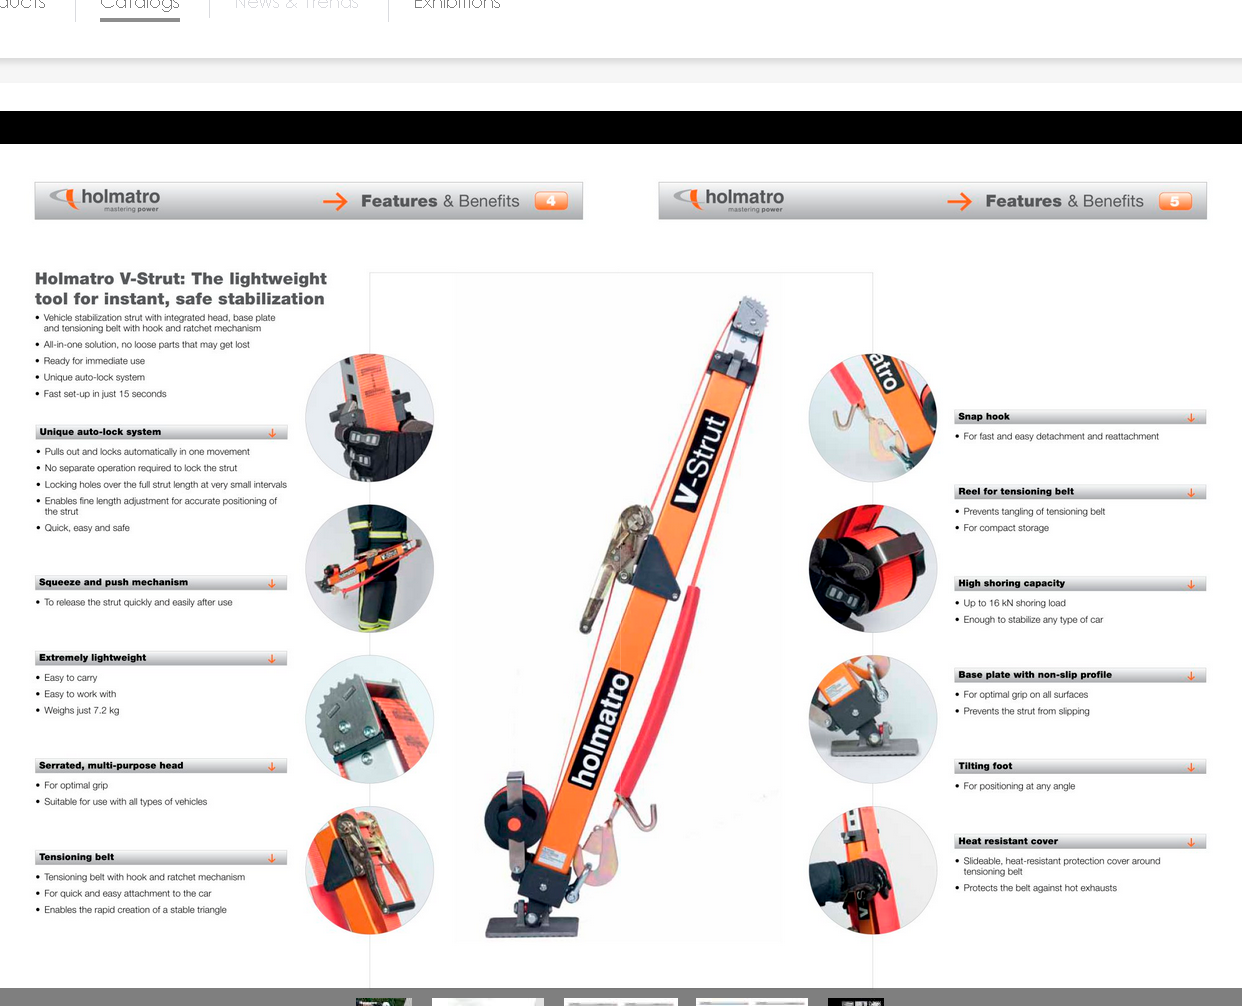 Catalogs
News & Trends
Exhibitions
holmatro
mastering power
Features & Benefits
4
holmatro
mastering power
Features & Benefits
5
Holmatro V-Strut: The lightweight
tool for instant, safe stabilization
• Vehicle stabilization strut with integrated head, base plate
and tensioning belt with hook and ratchet mechanism
• All-in-one solution, no loose parts that may get lost
• Ready for immediate use
• Unique auto-lock system
• Fast set-up in just 15 seconds
Unique auto-lock system
• Pulls out and locks automatically in one movement
• No separate operation required to lock the strut
• Locking holes over the full strut length at very small intervals
• Enables fine length adjustment for accurate positioning of
the strut
• Quick, easy and safe
Squeeze and push mechanism
• To release the strut quickly and easily after use
Extremely lightweight
• Easy to carry
• Easy to work with
• Weighs just 7.2 kg
Serrated, multi-purpose head
• For optimal grip
• Suitable for use with all types of vehicles
Tensioning belt
• Tensioning belt with hook and ratchet mechanism
• For quick and easy attachment to the car
• Enables the rapid creation of a stable triangle
V-Strut
V-Strut
holmatro
atro
Snap hook
• For fast and easy detachment and reattachment
Reel for tensioning belt
• Prevents tangling of tensioning belt
• For compact storage
High shoring capacity
• Up to 16 kN shoring load
• Enough to stabilize any type of car
Base plate with non-slip profile
• For optimal grip on all surfaces
• Prevents the strut from slipping
Tilting foot
• For positioning at any angle
Heat resistant cover
• Slideable, heat-resistant protection cover around
tensioning belt
• Protects the belt against hot exhausts